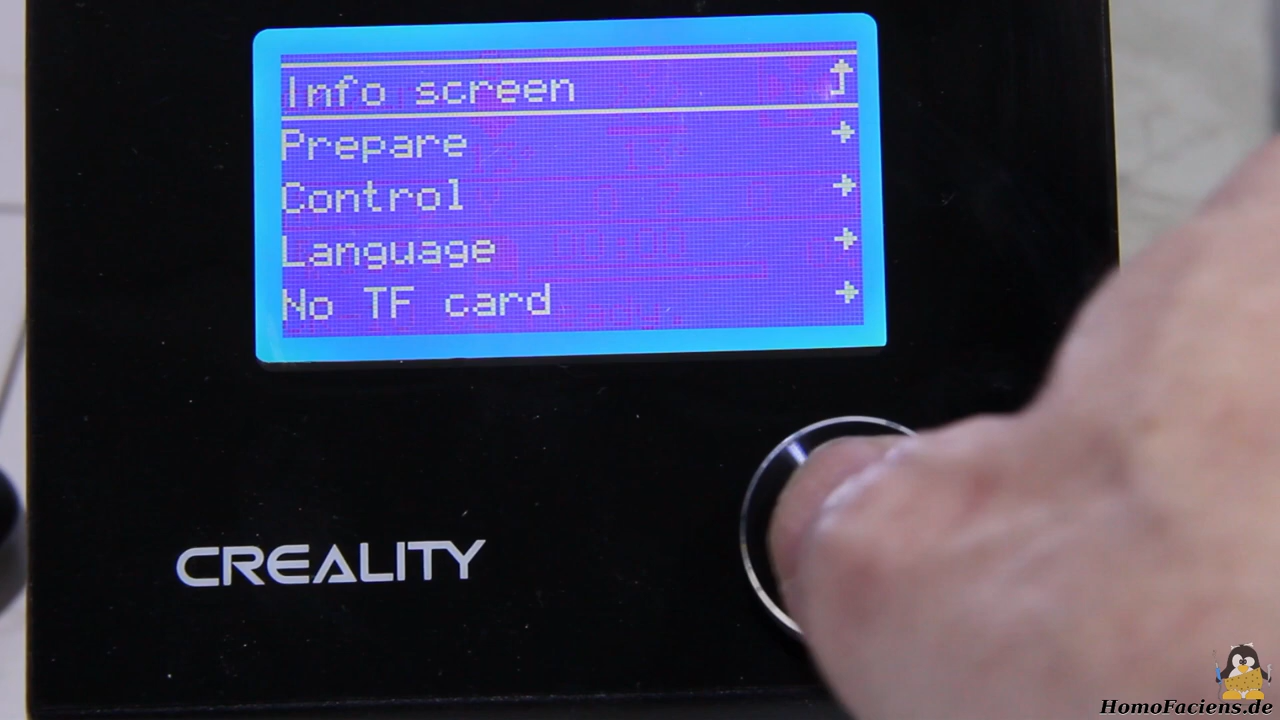 Info screen
Prepare
Control
Language
No TF card
CREALITY
HomoFaciens.de